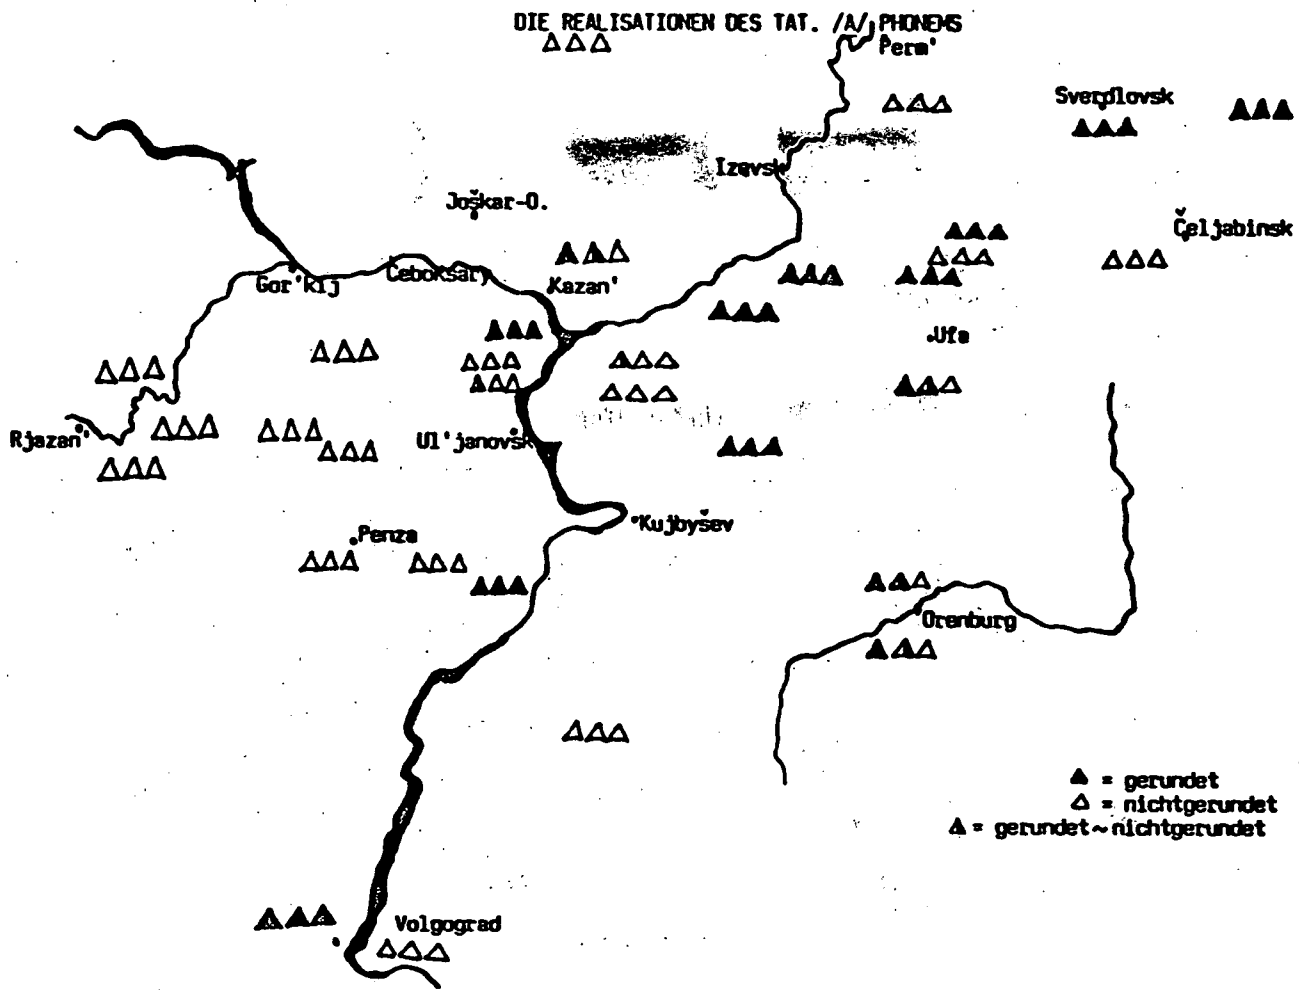 DIE REALISATIONEN DES TAT. /A/ PHONEMS
Perm'
Sverdlovsk
Izevsk
Joškar-O.
Čeljabinsk
Gor'kij
Čeboksary
Kazan'
Ufa
Rjazan'
Ul'janovsk
Penza
Kujbyšev
Orenburg
▲ = gerundet
△ = nichtgerundet
◮ = gerundet~nichtgerundet
Volgograd